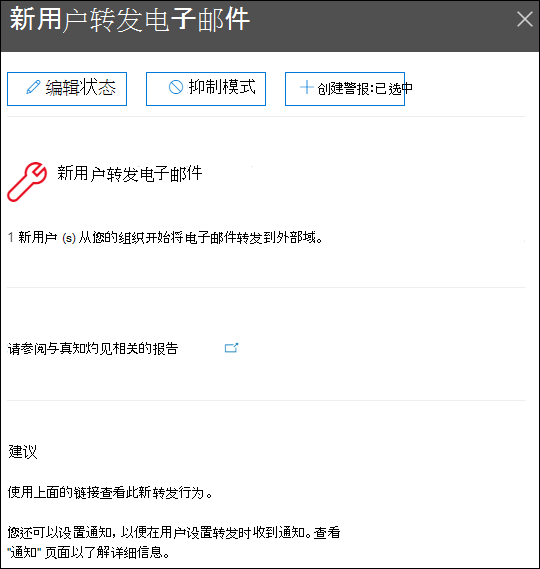 新用户转发电子邮件
编辑状态 抑制模式 创建警报:已选中
新用户转发电子邮件
1 新用户 (s) 从您的组织开始将电子邮件转发到外部域。
请参阅与真知灼见相关的报告
建议
使用上面的链接查看此新转发行为。
您还可以设置通知,以便在用户设置转发时收到通知。查看
"通知" 页面以了解详细信息。